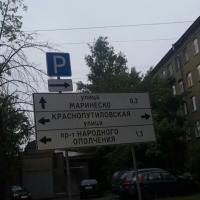 P
улица
МАРИНЕСКО 0,2
КРАСНОПУТИЛОВСКАЯ
улица
пр-т НАРОДНОГО
ОПОЛЧЕНИЯ 1,3